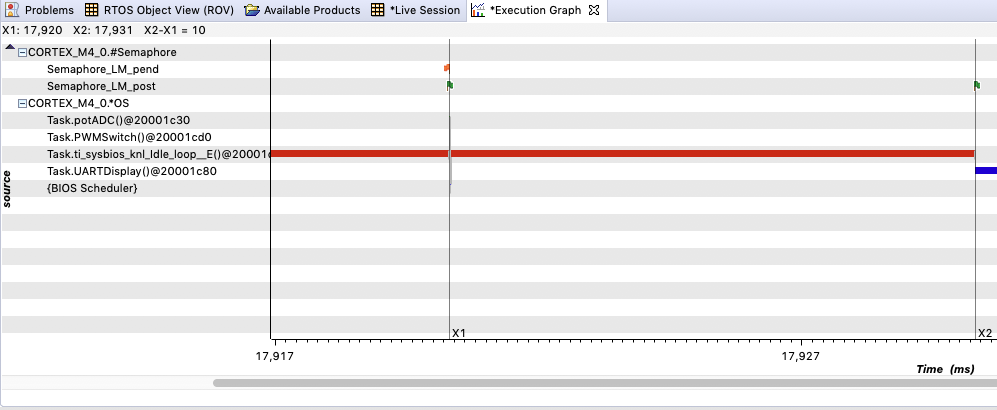 Problems RTOS Object View (ROV) Available Products *Live Session *Execution Graph
X1: 17,920 X2: 17,931 X2-X1 = 10
CORTEX_M4_0.#Semaphore
Semaphore_LM_pend
Semaphore_LM_post
CORTEX_M4_0.*OS
Task.potADC()@20001c30
Task.PWMSwitch()@20001cd0
Task.ti_sysbios_knl_Idle_loop__E()@20001c
Task.UARTDisplay()@20001c80
{BIOS Scheduler}
source
X1 X2
17,917 17,927
Time (ms)